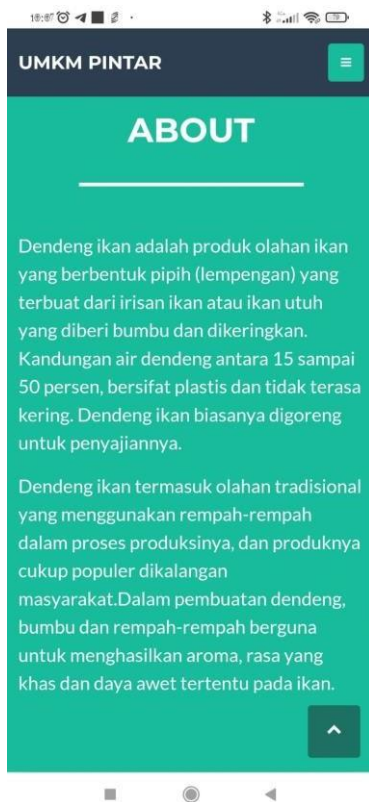 UMKM PINTAR
ABOUT
Dendeng ikan adalah produk olahan ikan
yang berbentuk pipih (lempengan) yang
terbuat dari irisan ikan atau ikan utuh
yang diberi bumbu dan dikeringkan.
Kandungan air dendeng antara 15 sampai
50 persen, bersifat plastis dan tidak terasa
kering. Dendeng ikan biasanya digoreng
untuk penyajiannya.
Dendeng ikan termasuk olahan tradisional
yang menggunakan rempah-rempah
dalam proses produksinya, dan produknya
cukup populer dikalangan
masyarakat.Dalam pembuatan dendeng,
bumbu dan rempah-rempah berguna
untuk menghasilkan aroma, rasa yang
khas dan daya awet tertentu pada ikan.